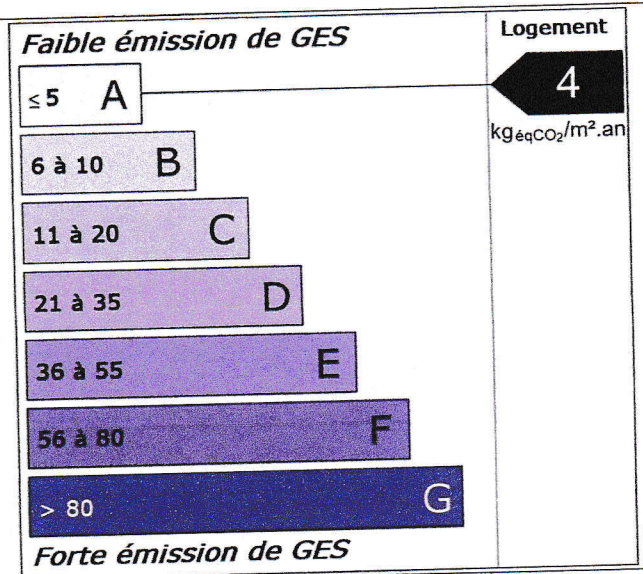 Faible émission de GES
Logement
≤ 5 A
4
kgéqCO₂/m².an
6 à 10 B
11 à 20 C
21 à 35 D
36 à 55 E
56 à 80 F
> 80 G
Forte émission de GES